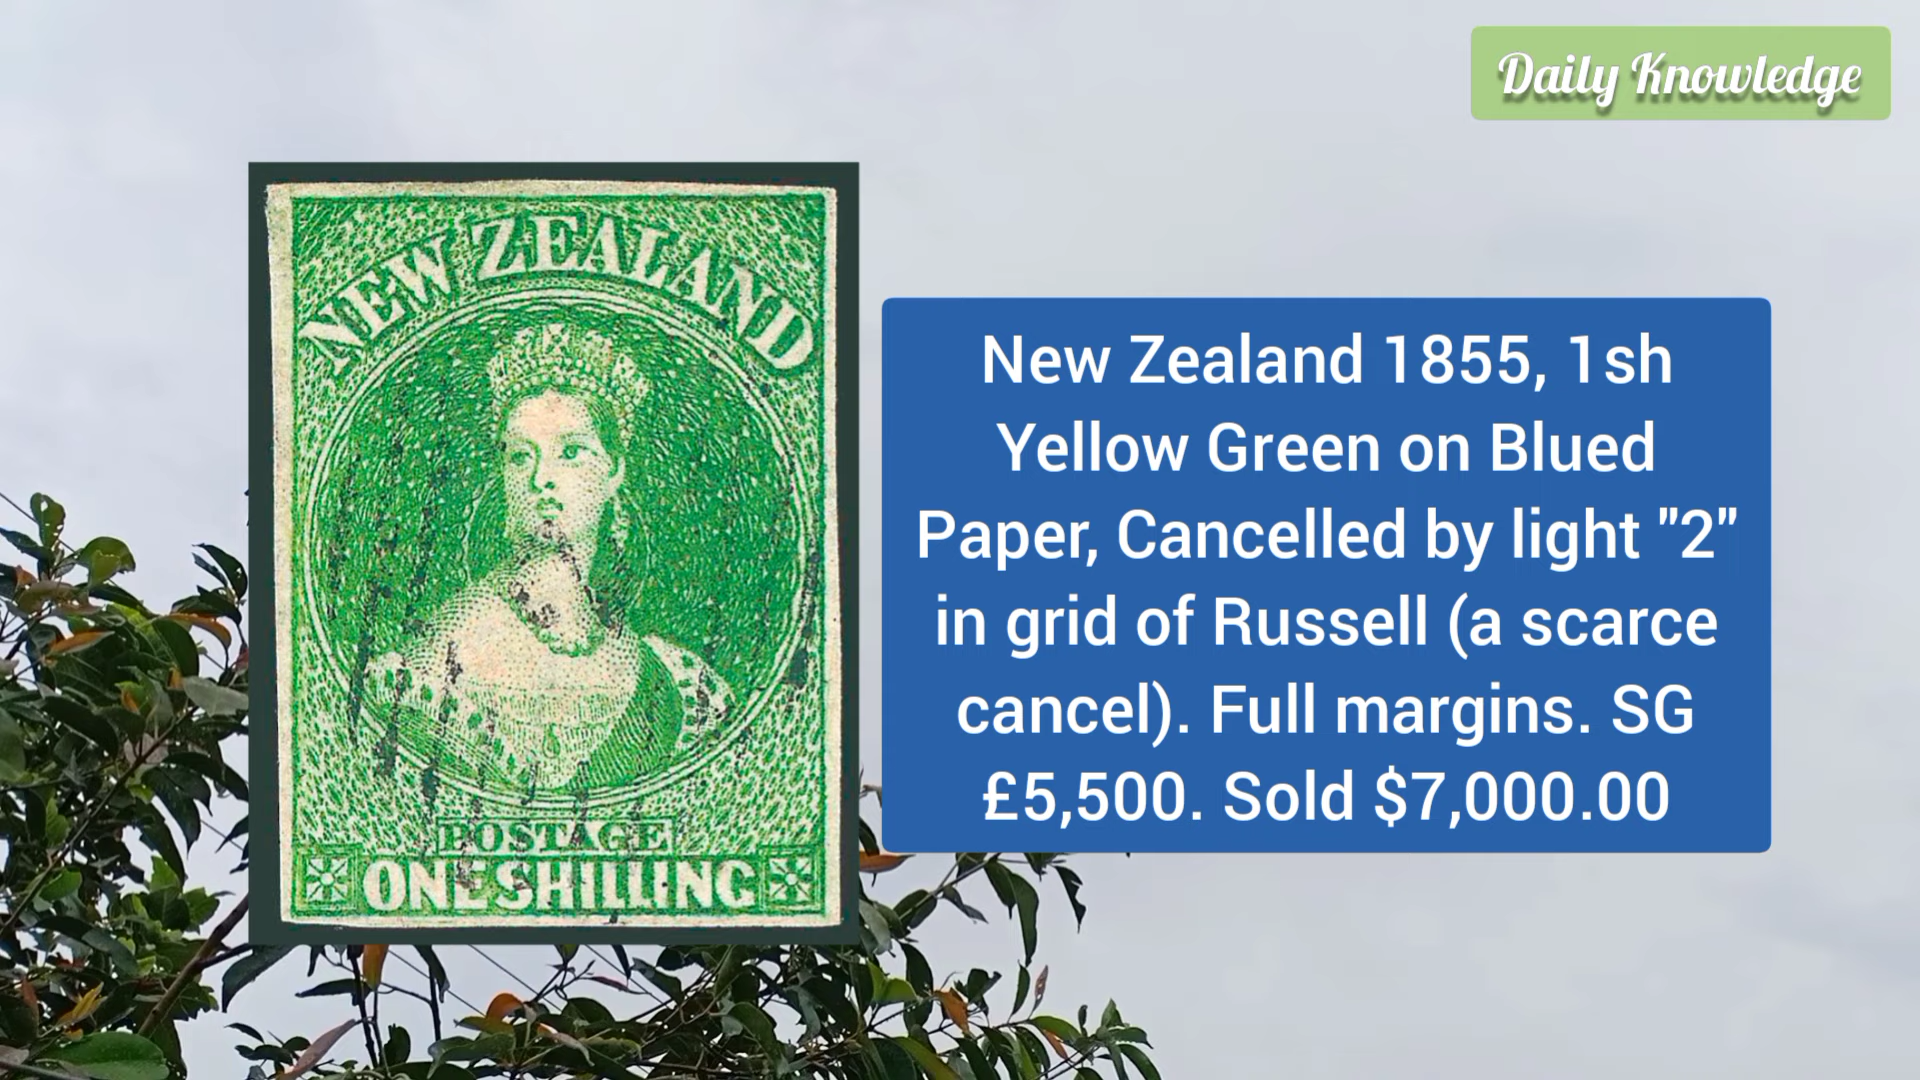 Daily Knowledge
NEW ZEALAND
POSTAGE
ONE SHILLING
New Zealand 1855, 1sh
Yellow Green on Blued
Paper, Cancelled by light "2"
in grid of Russell (a scarce
cancel). Full margins. SG
£5,500. Sold $7,000.00